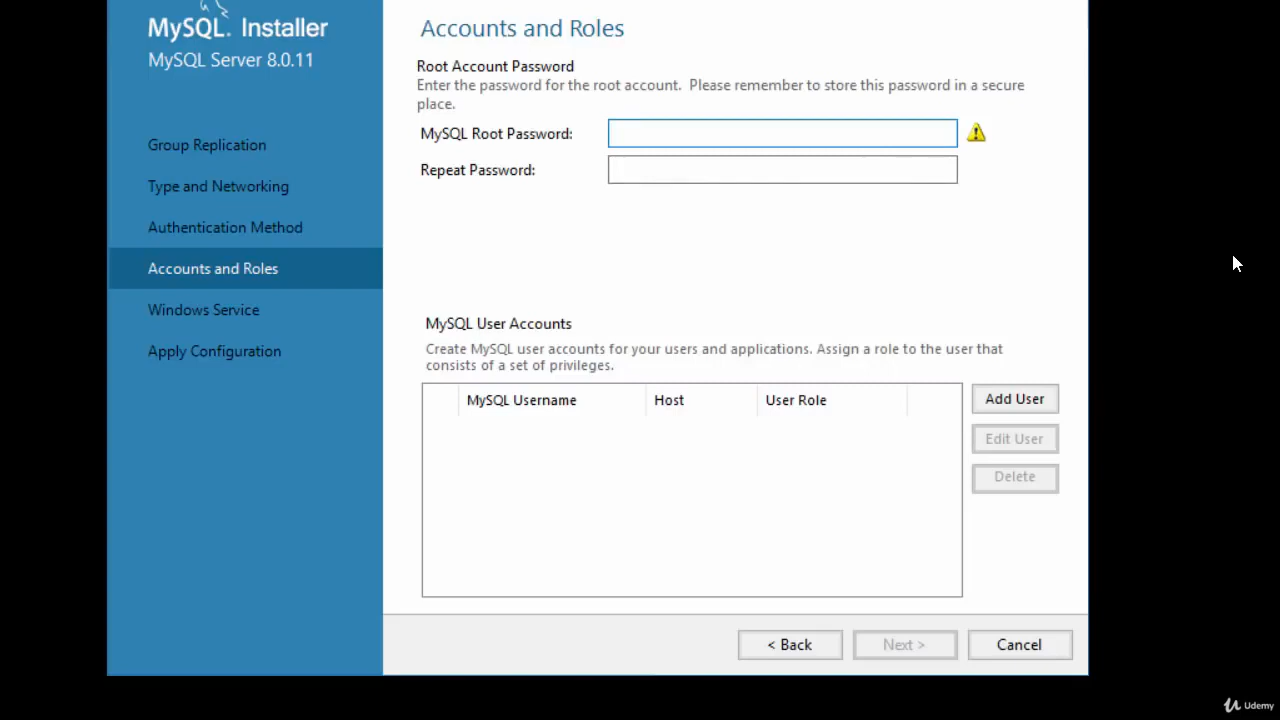 MySQL. Installer
MySQL Server 8.0.11
Group Replication
Type and Networking
Authentication Method
Accounts and Roles
Windows Service
Apply Configuration
Accounts and Roles
Root Account Password
Enter the password for the root account. Please remember to store this password in a secure
place.
MySQL Root Password:
Repeat Password:
MySQL User Accounts
Create MySQL user accounts for your users and applications. Assign a role to the user that
consists of a set of privileges.
MySQL Username Host User Role
Add User
Edit User
Delete
< Back Next > Cancel
Udemy